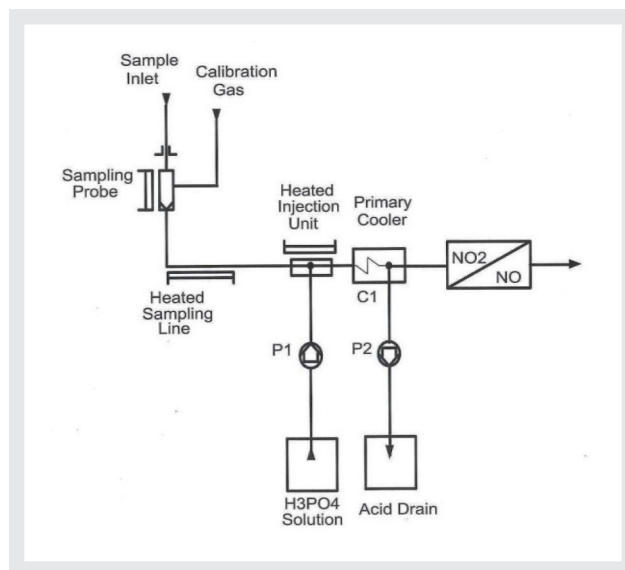 Sample
Inlet
Calibration
Gas
Sampling
Probe
Heated
Injection
Unit
Primary
Cooler
NO2
NO
C1
Heated
Sampling
Line
P1
P2
H3PO4
Solution
Acid Drain